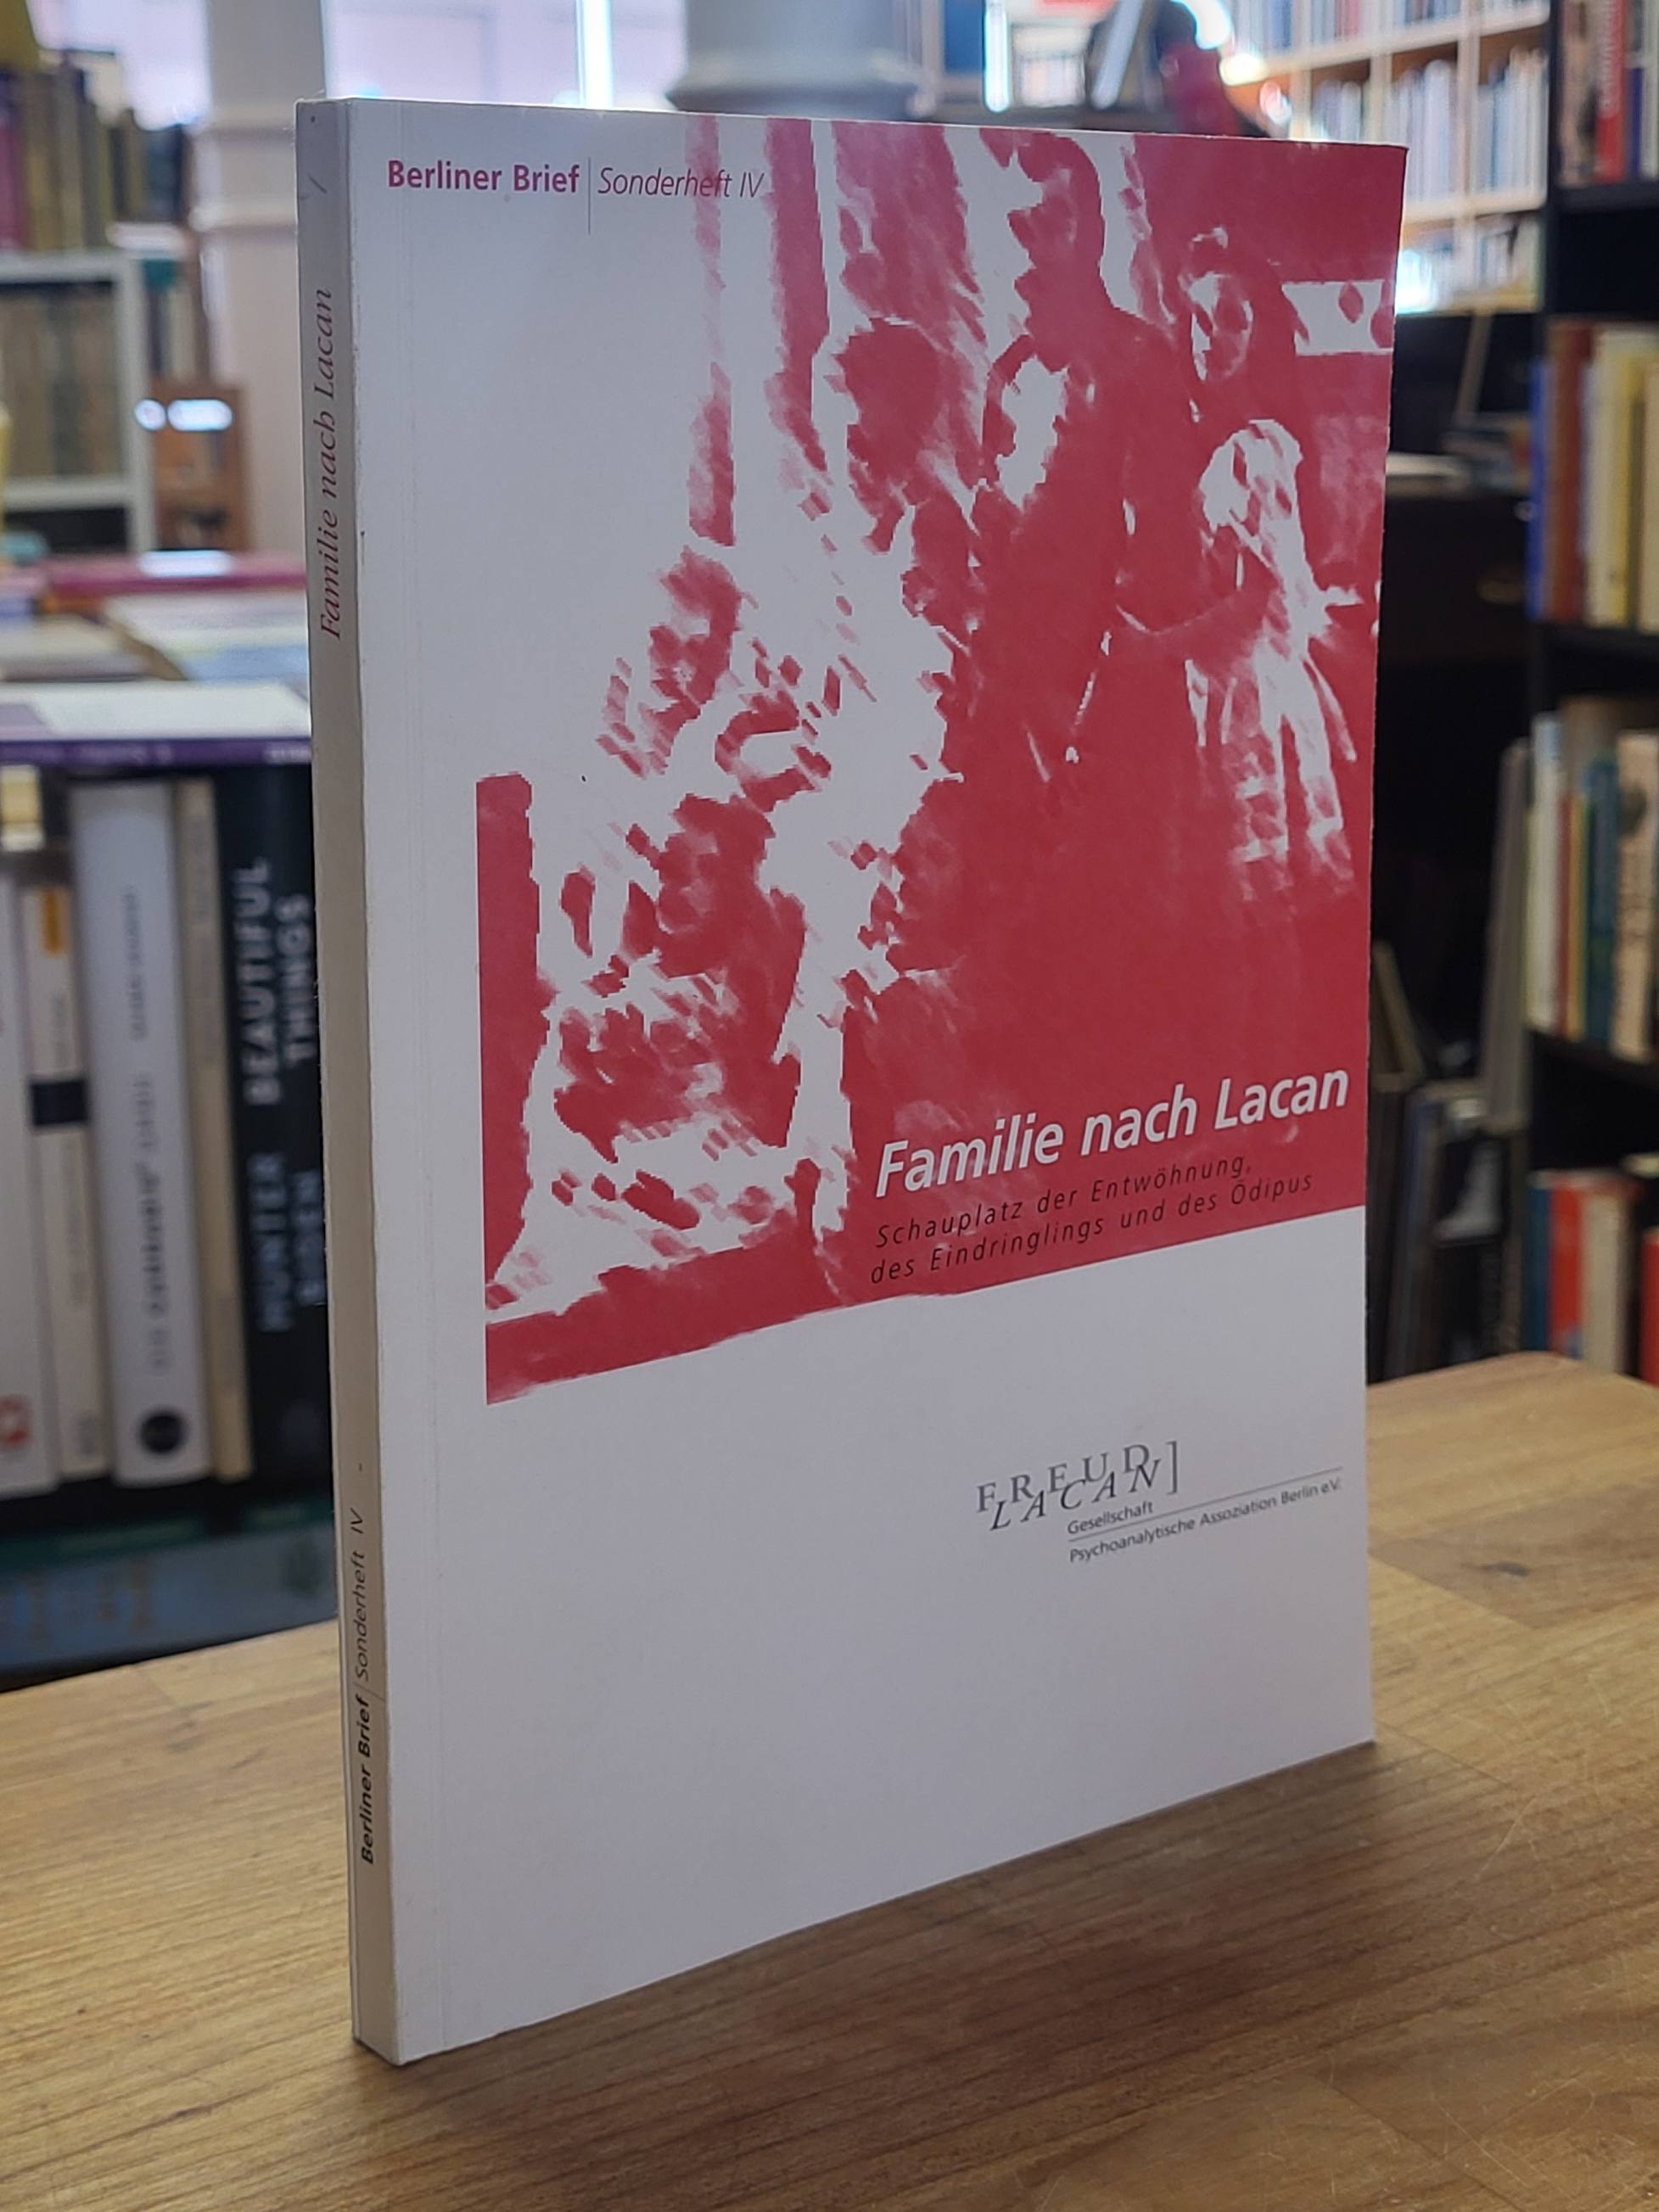 Berliner Brief | Sonderheft IV
Familie nach Lacan
Schauplatz der Entwöhnung,
des Eindringlings und des Ödipus
FREUD
LACAN]
Gesellschaft
Psychoanalytische Assoziation Berlin e.V.
Familie nach Lacan
Berliner Brief | Sonderheft IV
BEAUTIFUL
THINGS
HUNTER
BIDEN